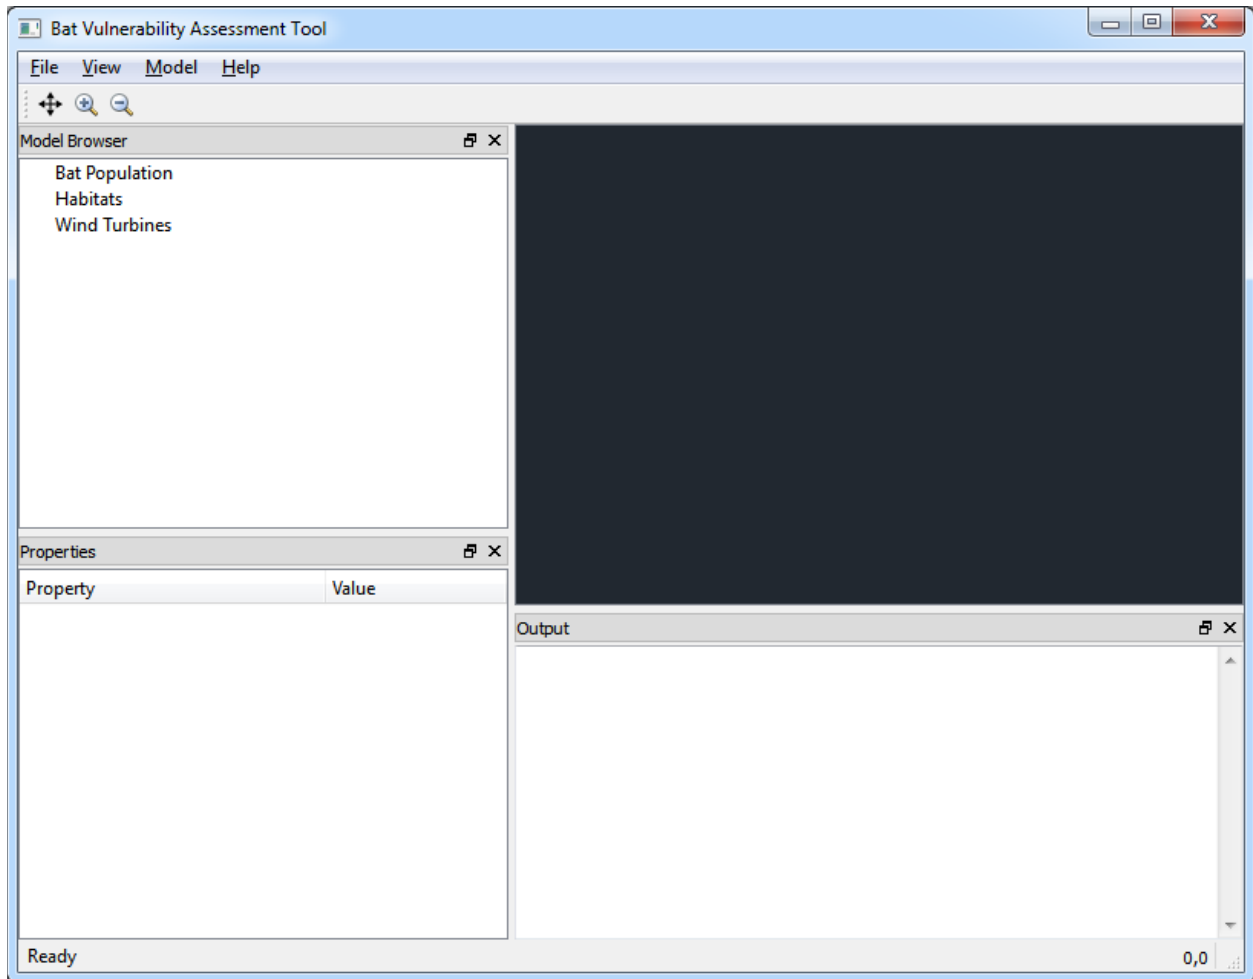 Bat Vulnerability Assessment Tool
File View Model Help
Model Browser
Bat Population
Habitats
Wind Turbines
Properties
Property Value
Output
Ready 0,0